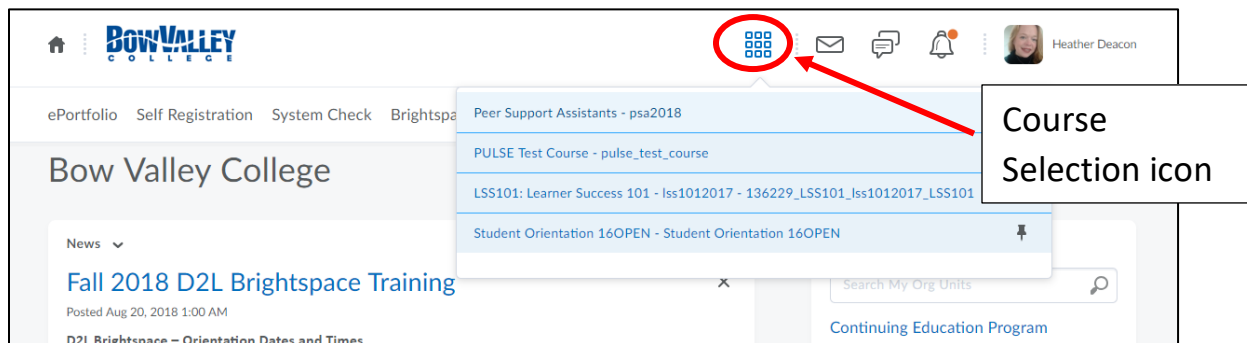 BOW VALLEY
COLLEGE
Heather Deacon
ePortfolio Self Registration System Check Brightspa
Peer Support Assistants - psa2018
PULSE Test Course - pulse_test_course
LSS101: Learner Success 101 - lss1012017 - 136229_LSS101_lss1012017_LSS101
Student Orientation 16OPEN - Student Orientation 16OPEN
Course
Selection icon
Bow Valley College
News
Fall 2018 D2L Brightspace Training
Posted Aug 20, 2018 1:00 AM
D2L Brightspace – Orientation Dates and Times
Search My Org Units
Continuing Education Program